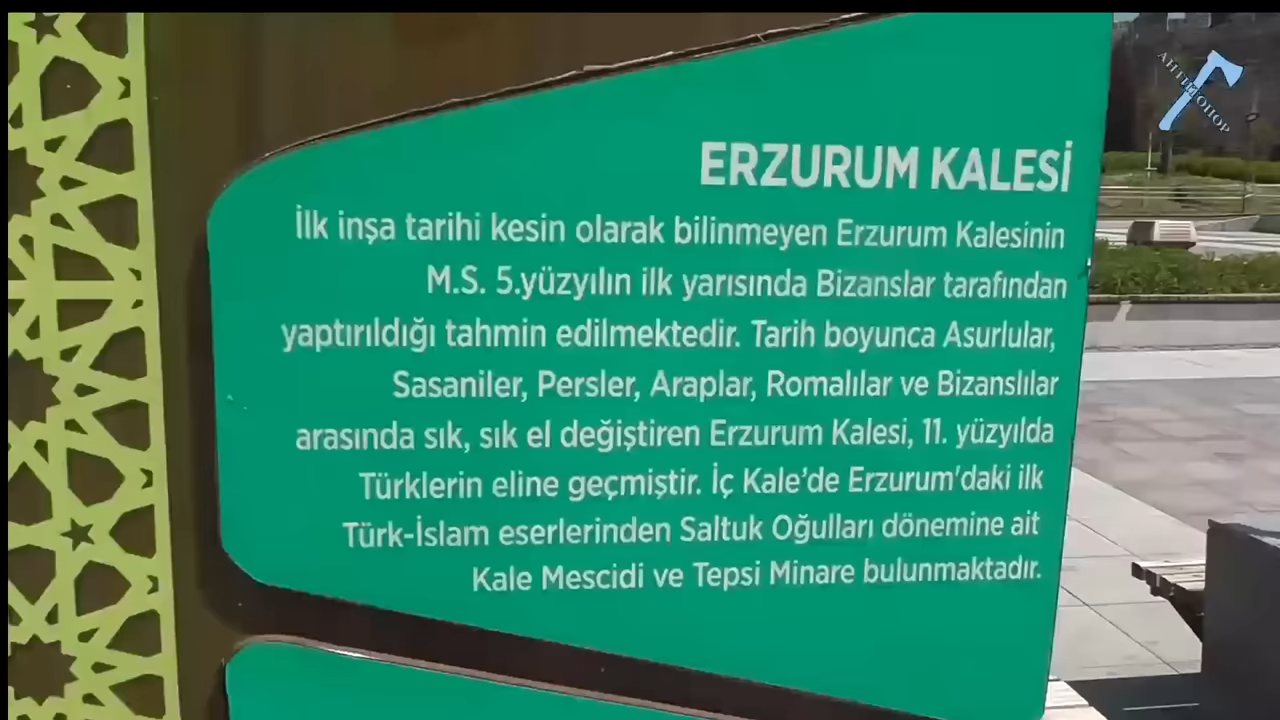 АНТИТОПОР
ERZURUM KALESİ
İlk inşa tarihi kesin olarak bilinmeyen Erzurum Kalesinin
M.S. 5.yüzyılın ilk yarısında Bizanslar tarafından
yaptırıldığı tahmin edilmektedir. Tarih boyunca Asurlular,
Sasaniler, Persler, Araplar, Romalılar ve Bizanslılar
arasında sık, sık el değiştiren Erzurum Kalesi, 11. yüzyılda
Türklerin eline geçmiştir. İç Kale’de Erzurum'daki ilk
Türk-İslam eserlerinden Saltuk Oğulları dönemine ait
Kale Mescidi ve Tepsi Minare bulunmaktadır.